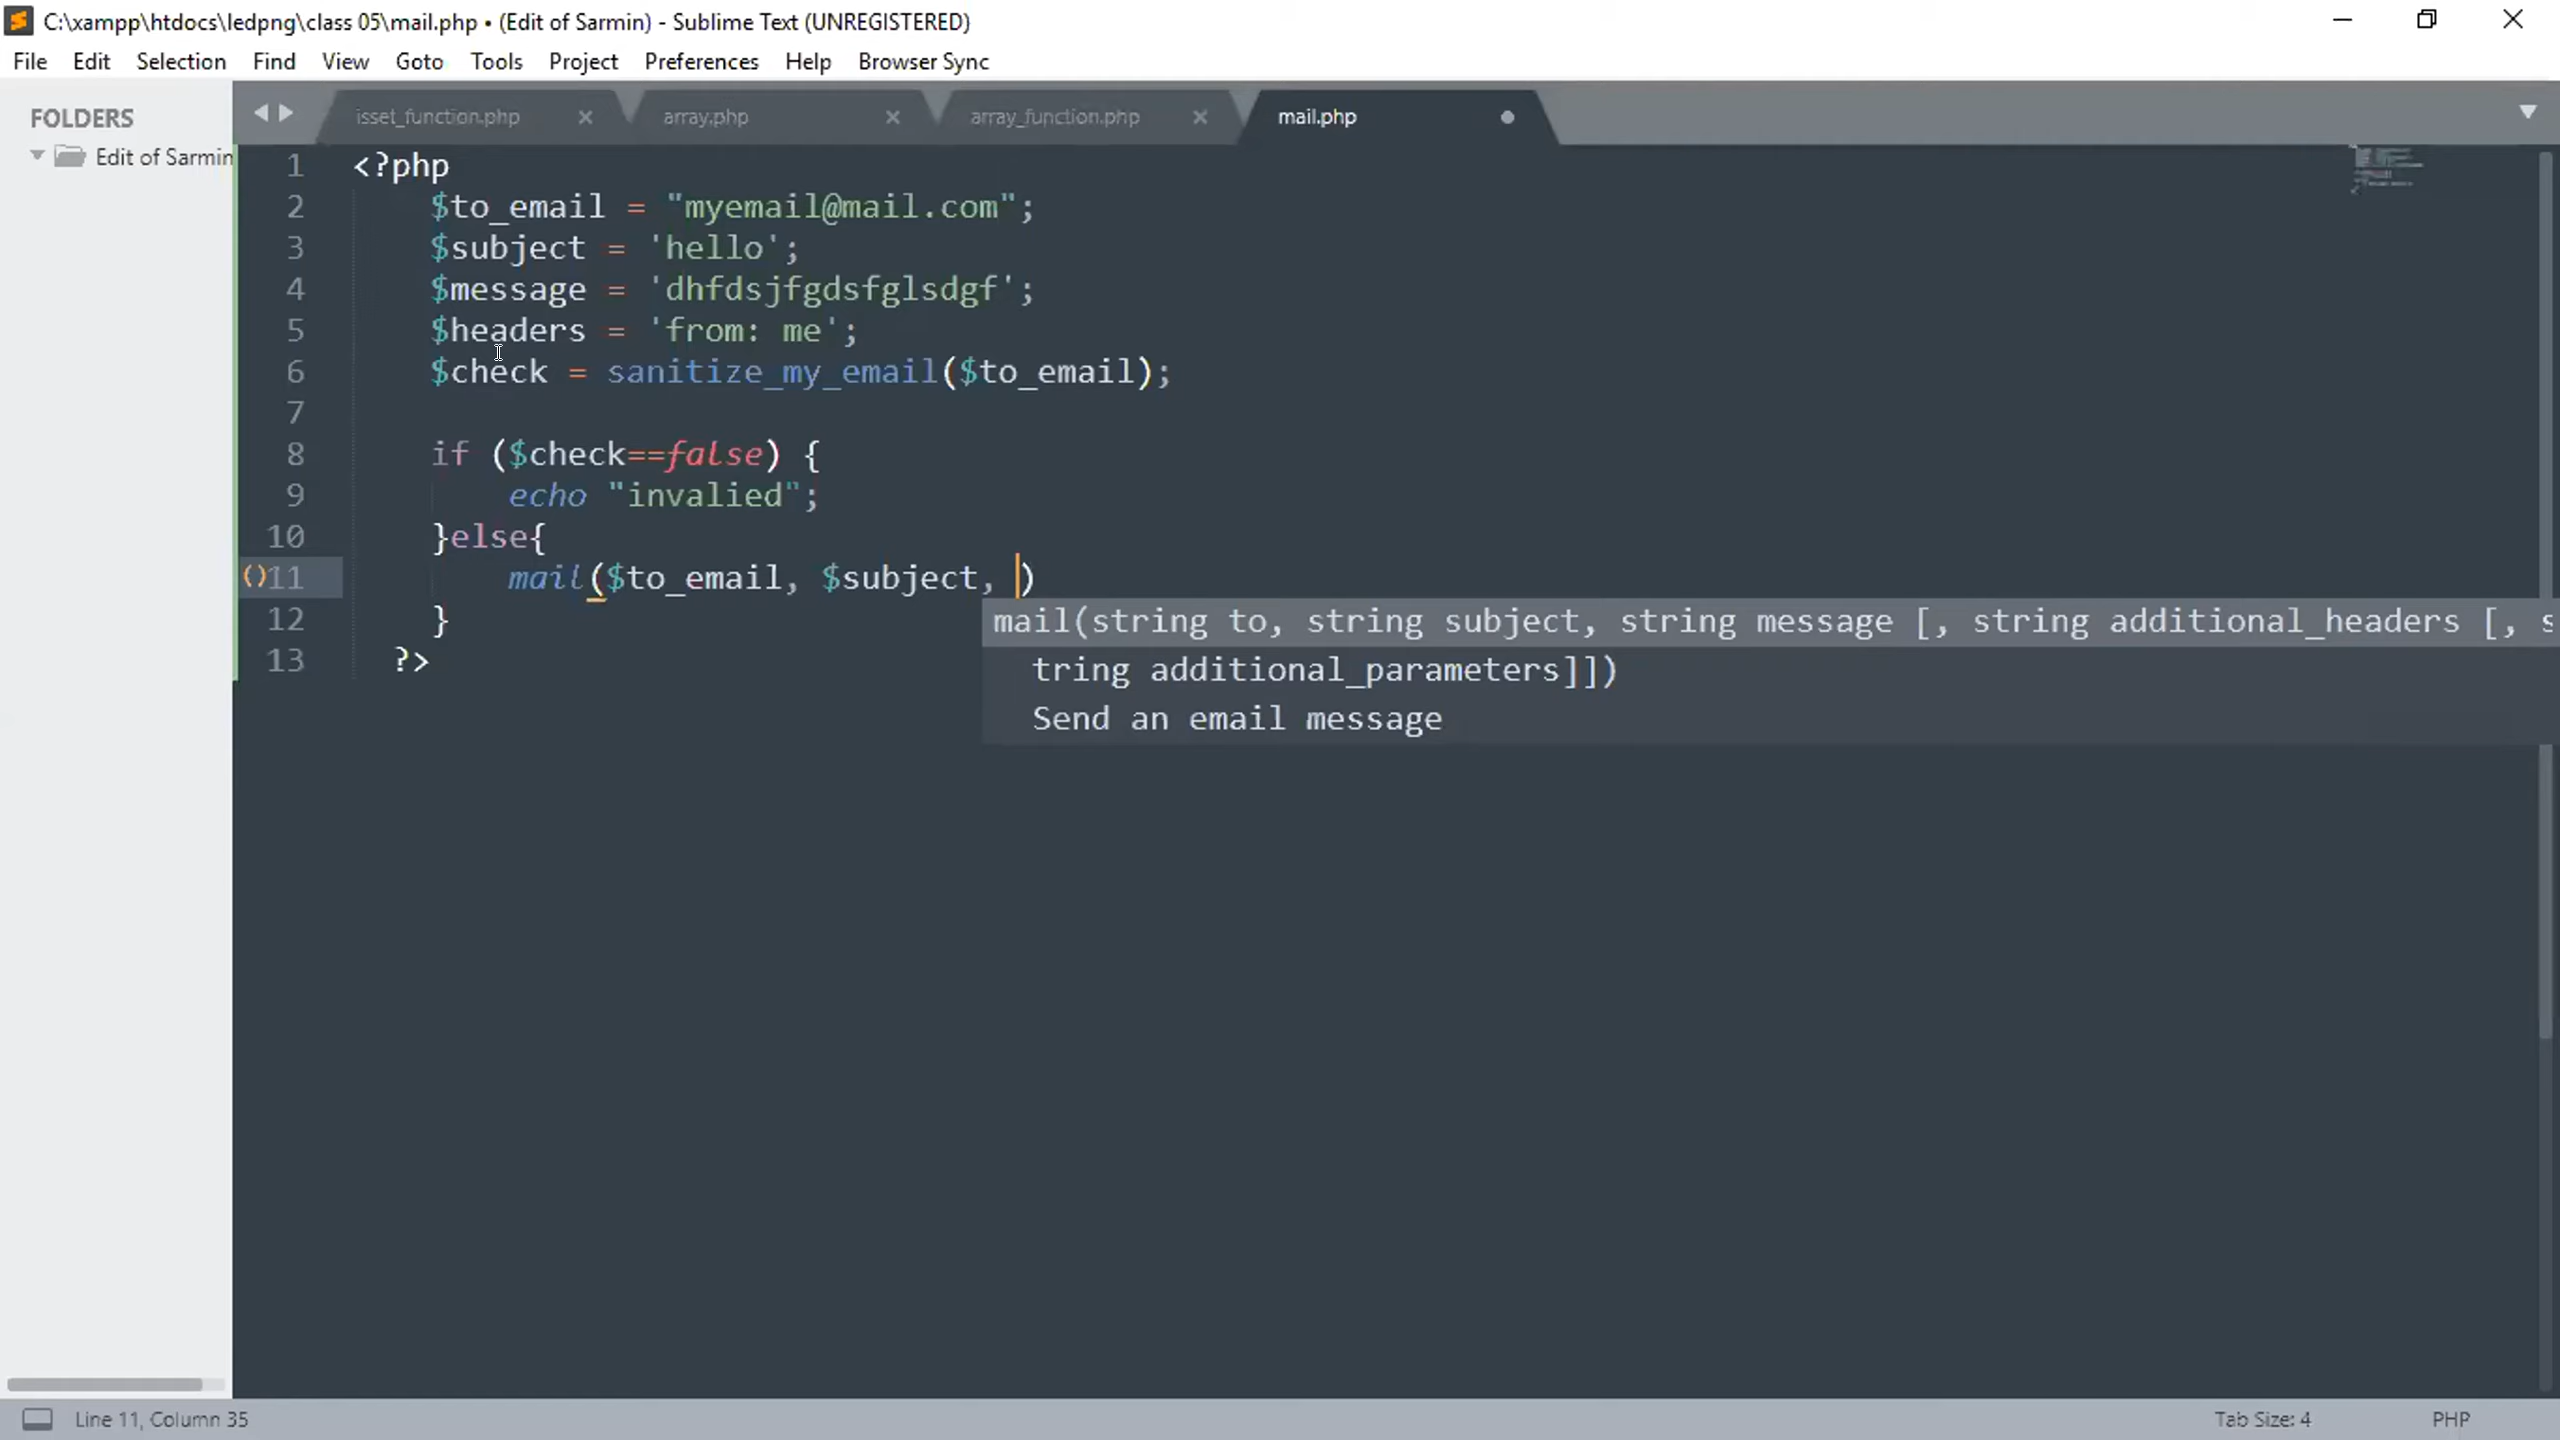 C:\xampp\htdocs\ledpng\class 05\mail.php • (Edit of Sarmin) - Sublime Text (UNREGISTERED)
File Edit Selection Find View Goto Tools Project Preferences Help Browser Sync
FOLDERS
Edit of Sarmin
isset_function.php array.php array_function.php mail.php
1 <?php
2 $to_email = "myemail@mail.com";
3 $subject = 'hello';
4 $message = 'dhfdsjfgdsfglsdgf';
5 $headers = 'from: me';
6 $check = sanitize_my_email($to_email);
7
8 if ($check==false) {
9 echo "invalied";
10 }else{
11 mail($to_email, $subject, )
mail(string to, string subject, string message [, string additional_headers [, s
tring additional_parameters]])
Send an email message
12 }
13 ?>
Line 11, Column 35
Tab Size: 4
PHP